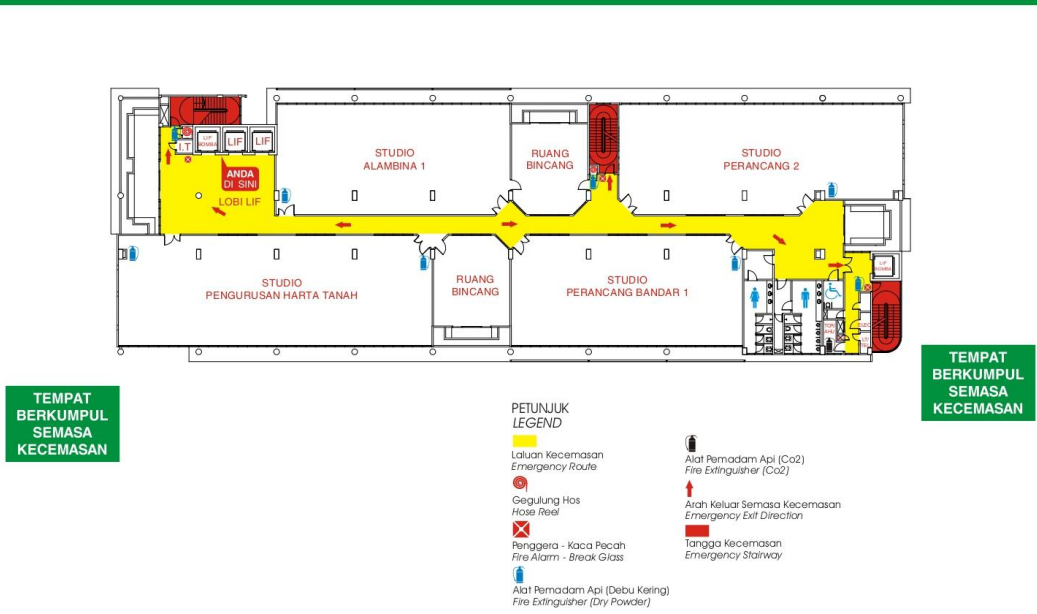 I.T
LIF
BOMBA
LIF
LIF
ANDA
DI SINI
LOBI LIF
STUDIO
ALAMBINA 1
RUANG
BINCANG
STUDIO
PERANCANG 2
STUDIO
PENGURUSAN HARTA TANAH
RUANG
BINCANG
STUDIO
PERANCANG BANDAR 1
LIF
BOMBA
TEMPAT
BERKUMPUL
SEMASA
KECEMASAN
TEMPAT
BERKUMPUL
SEMASA
KECEMASAN
PETUNJUK
LEGEND
Laluan Kecemasan
Emergency Route
Gegulung Hos
Hose Reel
Penggera - Kaca Pecah
Fire Alarm - Break Glass
Alat Pemadam Api (Debu Kering)
Fire Extinguisher (Dry Powder)
Alat Pemadam Api (Co2)
Fire Extinguisher (Co2)
Arah Keluar Semasa Kecemasan
Emergency Exit Direction
Tangga Kecemasan
Emergency Stairway